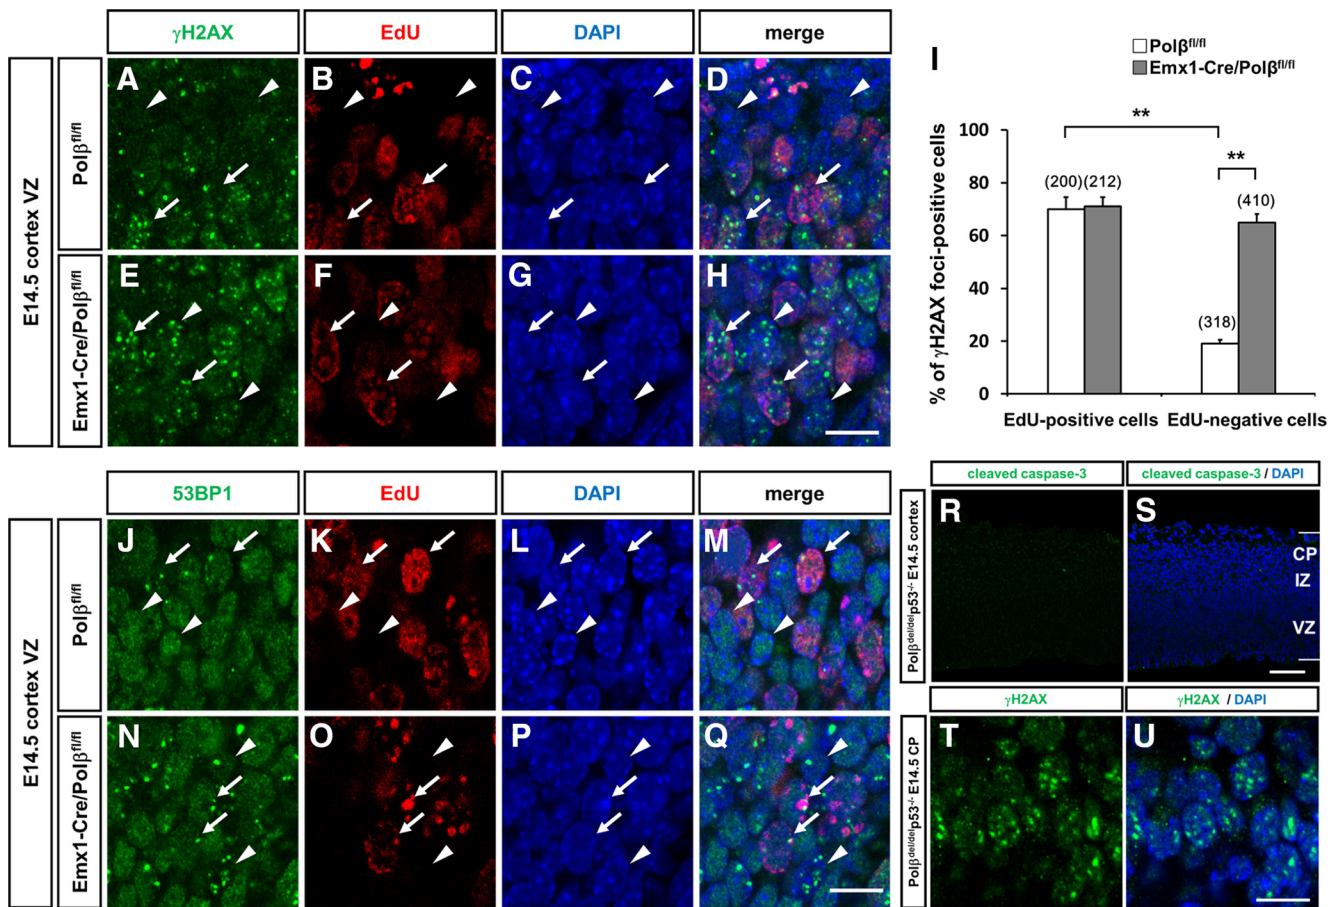 γH2AX EdU DAPI merge
E14.5 cortex VZ
Polβfl/fl
A B C D
Emx1-Cre/Polβfl/fl
E F G H
I
Polβfl/fl
Emx1-Cre/Polβfl/fl
% of γH2AX foci-positive cells
100
80
60
40
20
0
**
**
(200) (212)
(318)
(410)
EdU-positive cells EdU-negative cells
53BP1 EdU DAPI merge
E14.5 cortex VZ
Polβfl/fl
J K L M
Emx1-Cre/Polβfl/fl
N O P Q
cleaved caspase-3 cleaved caspase-3 / DAPI
Polβdel/delp53-/- E14.5 cortex
R S
CP
IZ
VZ
γH2AX γH2AX / DAPI
Polβdel/delp53-/- E14.5 CP
T U